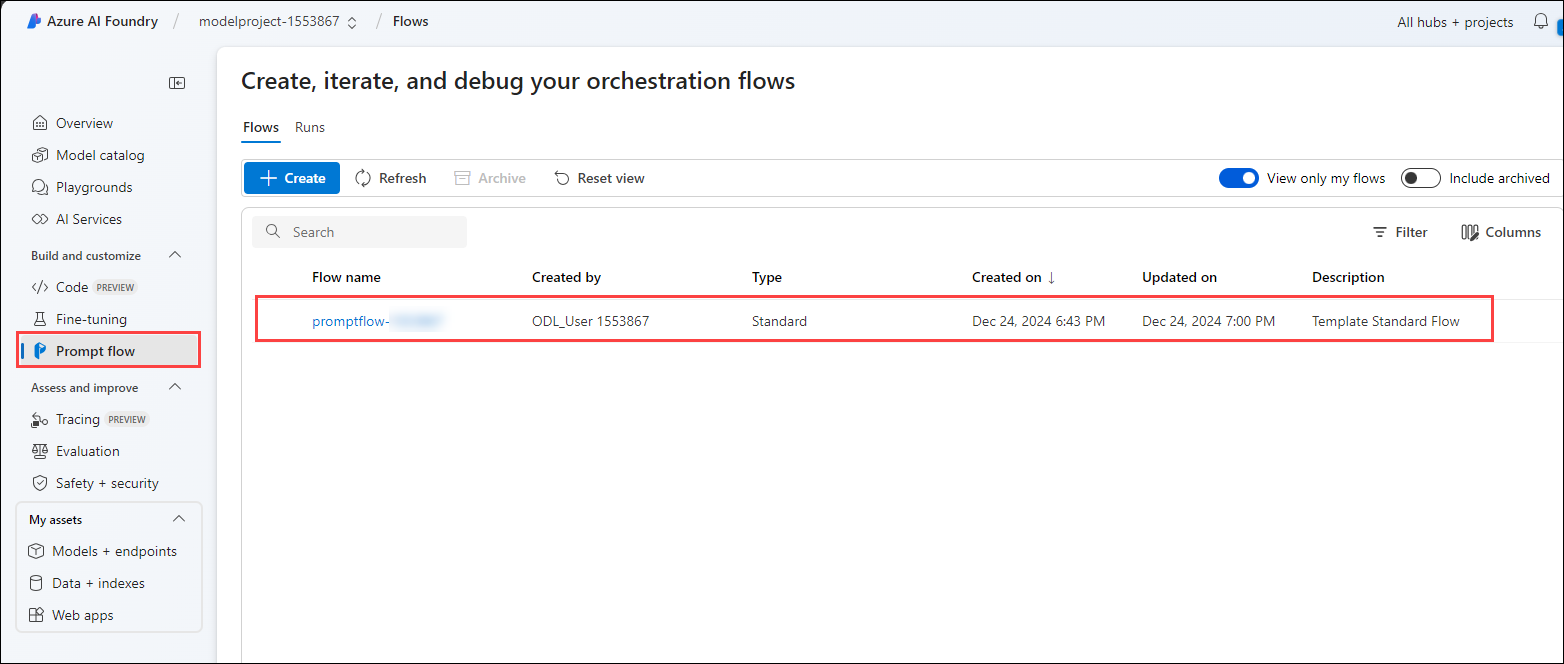 Azure AI Foundry / modelproject-1553867 / Flows
All hubs + projects
Overview
Model catalog
Playgrounds
AI Services
Build and customize
Code PREVIEW
Fine-tuning
Prompt flow
Assess and improve
Tracing PREVIEW
Evaluation
Safety + security
My assets
Models + endpoints
Data + indexes
Web apps
Create, iterate, and debug your orchestration flows
Flows Runs
Create Refresh Archive Reset view View only my flows Include archived
Search Filter Columns
Flow name Created by Type Created on ↓ Updated on Description
promptflow- ODL_User 1553867 Standard Dec 24, 2024 6:43 PM Dec 24, 2024 7:00 PM Template Standard Flow